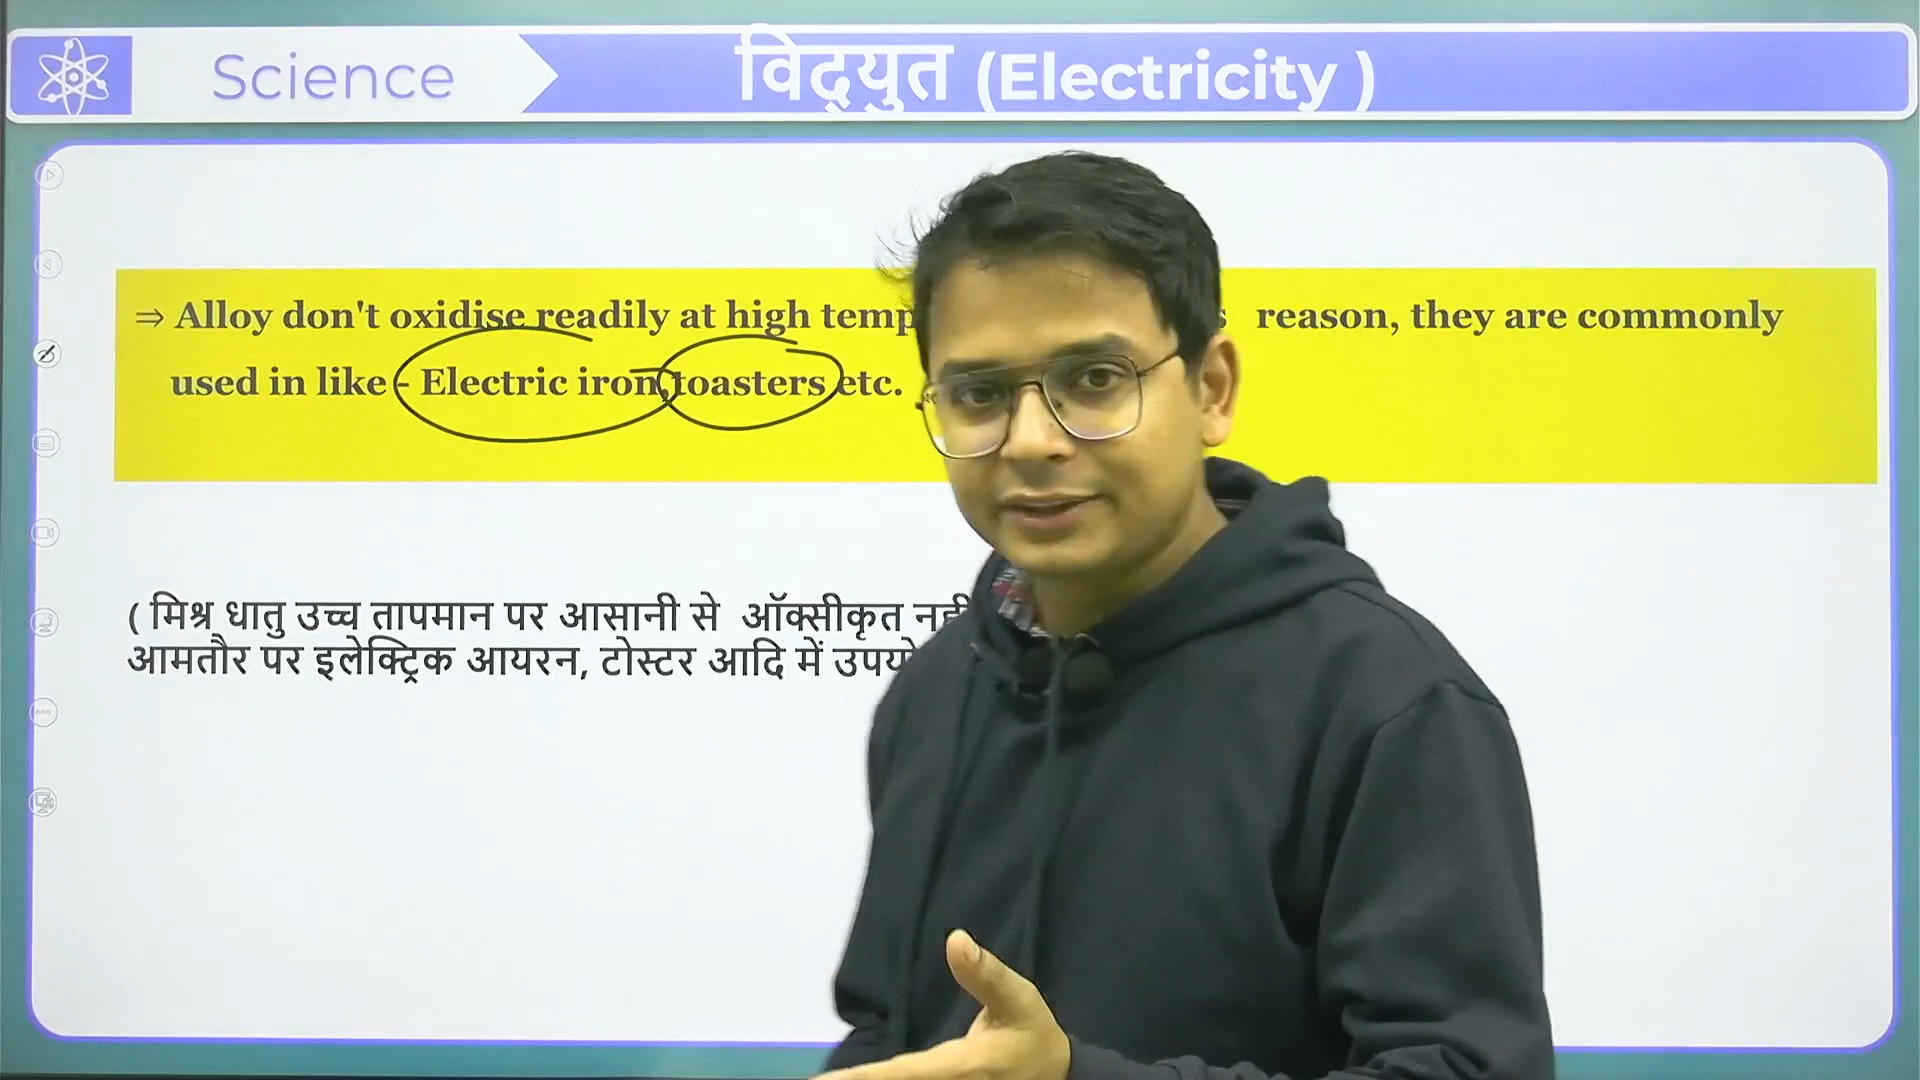 Science
विद्युत (Electricity )
⇒ Alloy don't oxidise readily at high reason, they are commonly
used in like - Electric iron, toasters etc.
( मिश्र धातु उच्च तापमान पर आसानी से ऑक्सीकृत
आमतौर पर इलेक्ट्रिक आयरन, टोस्टर आदि में